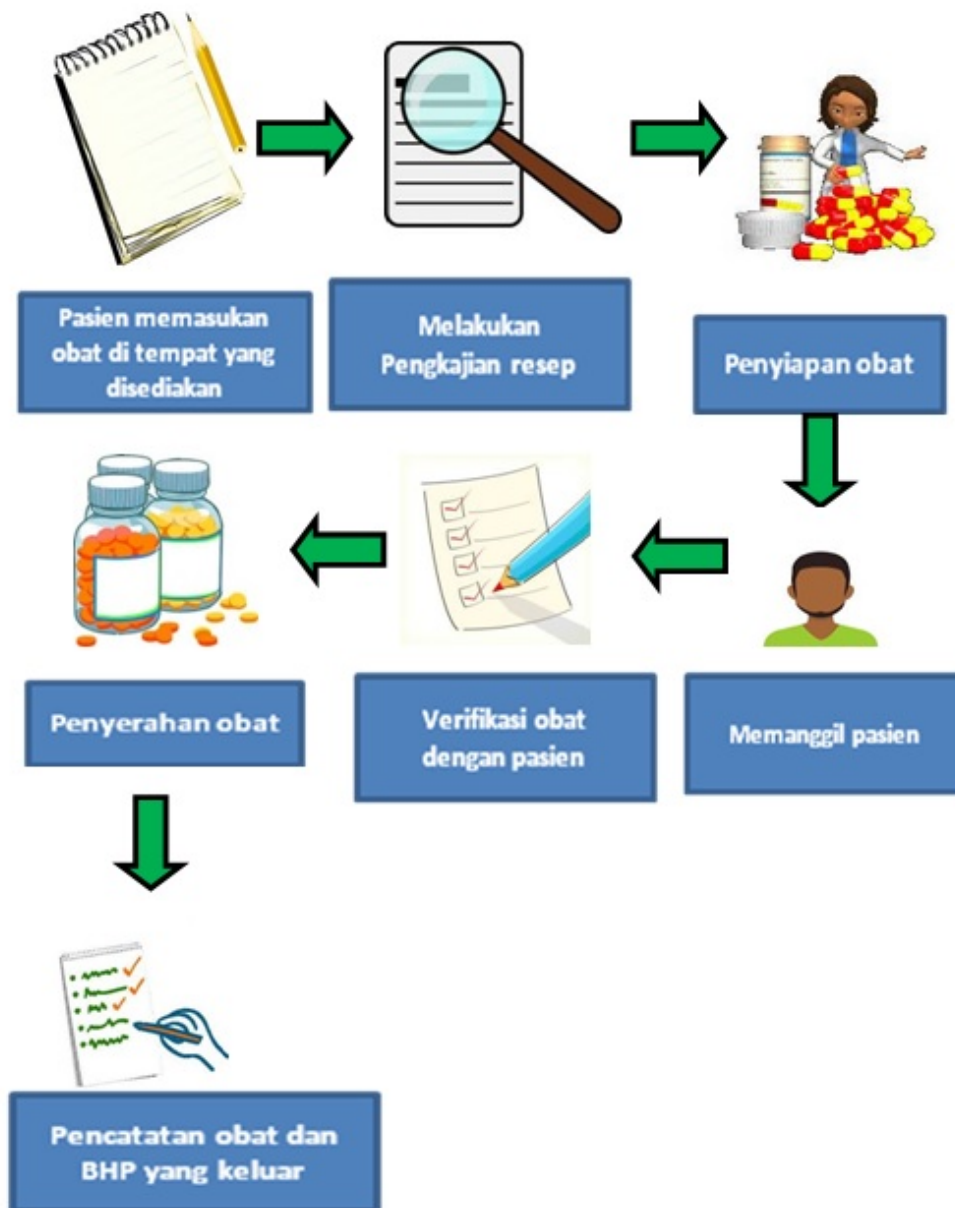 Pasien memasukan
obat di tempat yang
disediakan
Melakukan
Pengkajian resep
Penyiapan obat
Memanggil pasien
Verifikasi obat
dengan pasien
Penyerahan obat
Pencatatan obat dan
BHP yang keluar